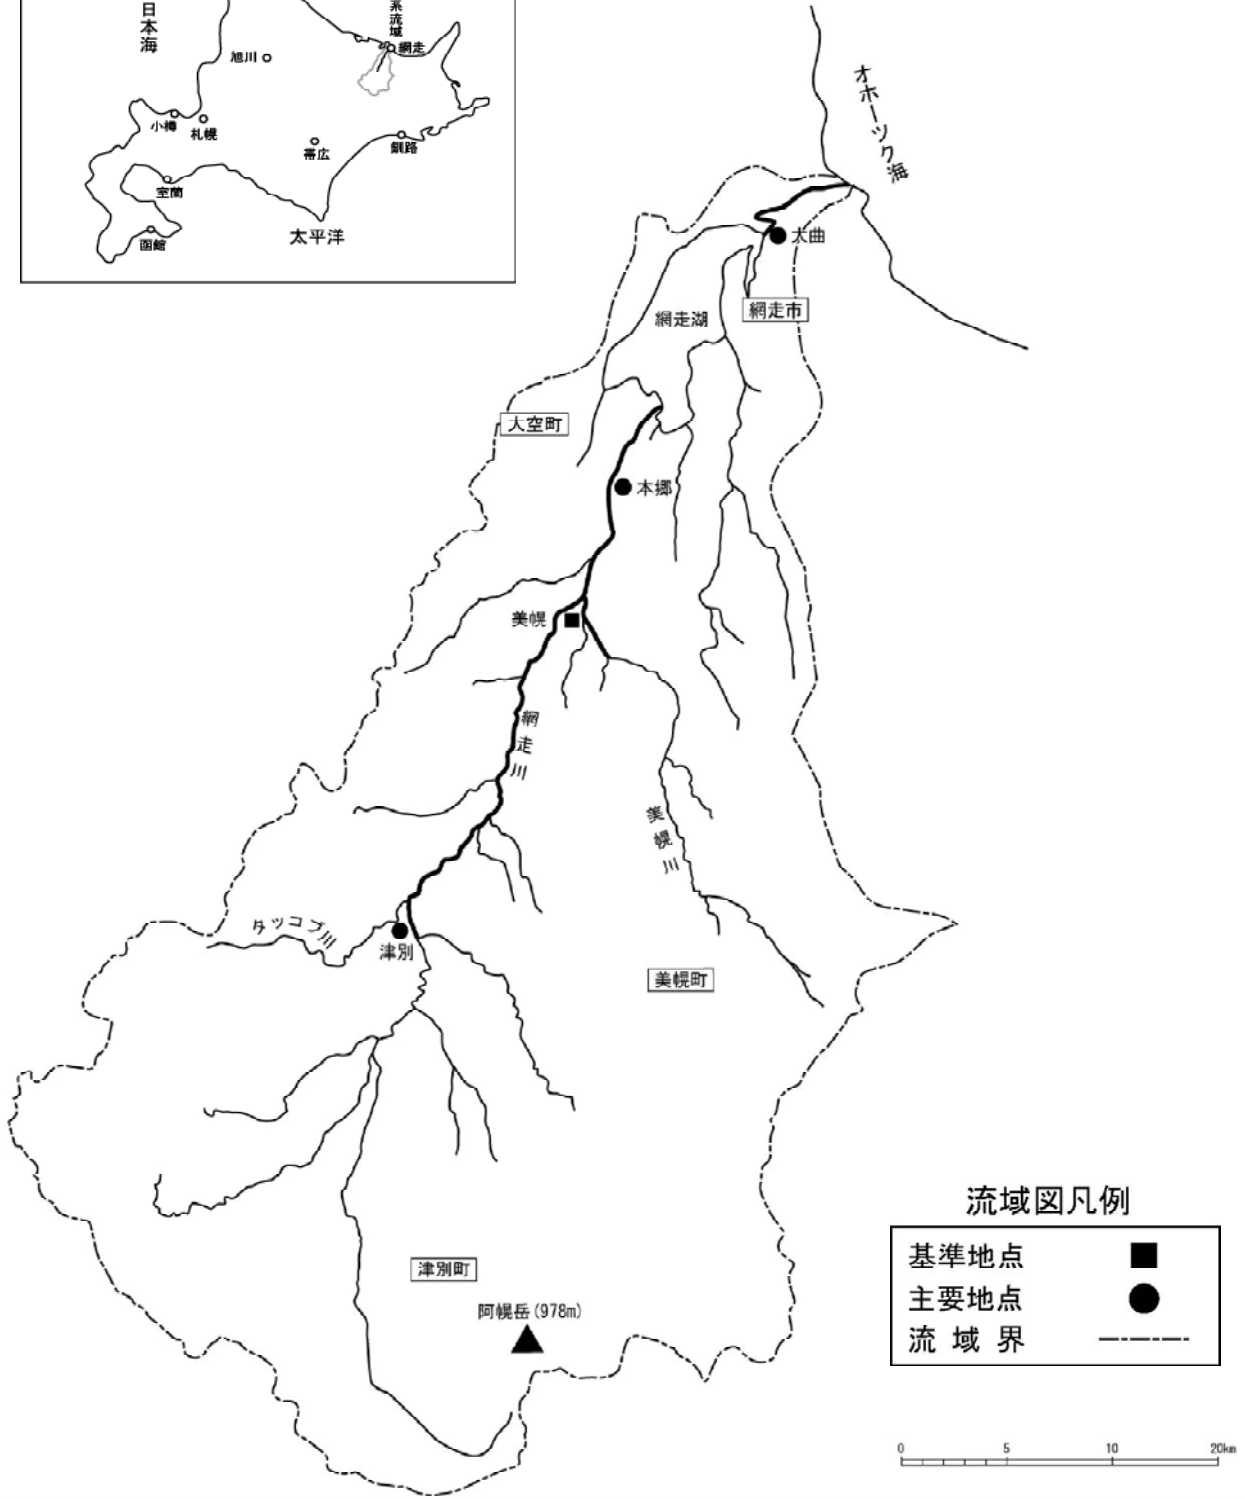 日本海
系流域
網走
旭川
小樽
札幌
帯広
釧路
室蘭
函館
太平洋
オホーツク海
大曲
網走市
網走湖
大空町
本郷
美幌
網走川
美幌川
タッコブ川
津別
美幌町
津別町
阿幌岳(978m)
流域図凡例
基準地点
主要地点
流域界
0 5 10 20km